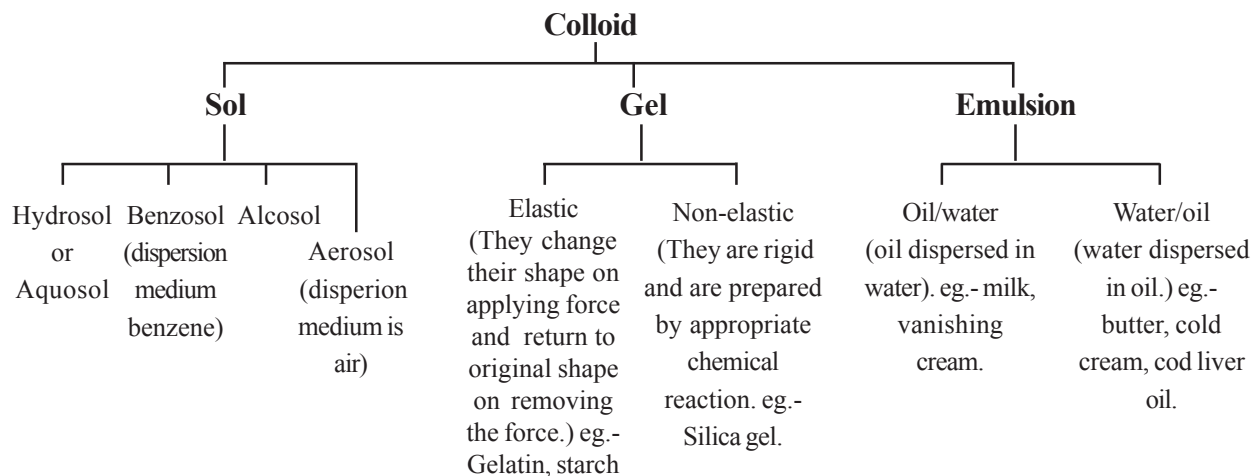 Colloid
Sol
Gel
Emulsion
Hydrosol
or
Aquosol
Benzosol
(dispersion
medium
benzene)
Alcosol
Aerosol
(disperion
medium is
air)
Elastic
(They change
their shape on
applying force
and return to
original shape
on removing
the force.) eg.-
Gelatin, starch
Non-elastic
(They are rigid
and are prepared
by appropriate
chemical
reaction. eg.-
Silica gel.
Oil/water
(oil dispersed in
water). eg.- milk,
vanishing
cream.
Water/oil
(water dispersed
in oil.) eg.-
butter, cold
cream, cod liver
oil.